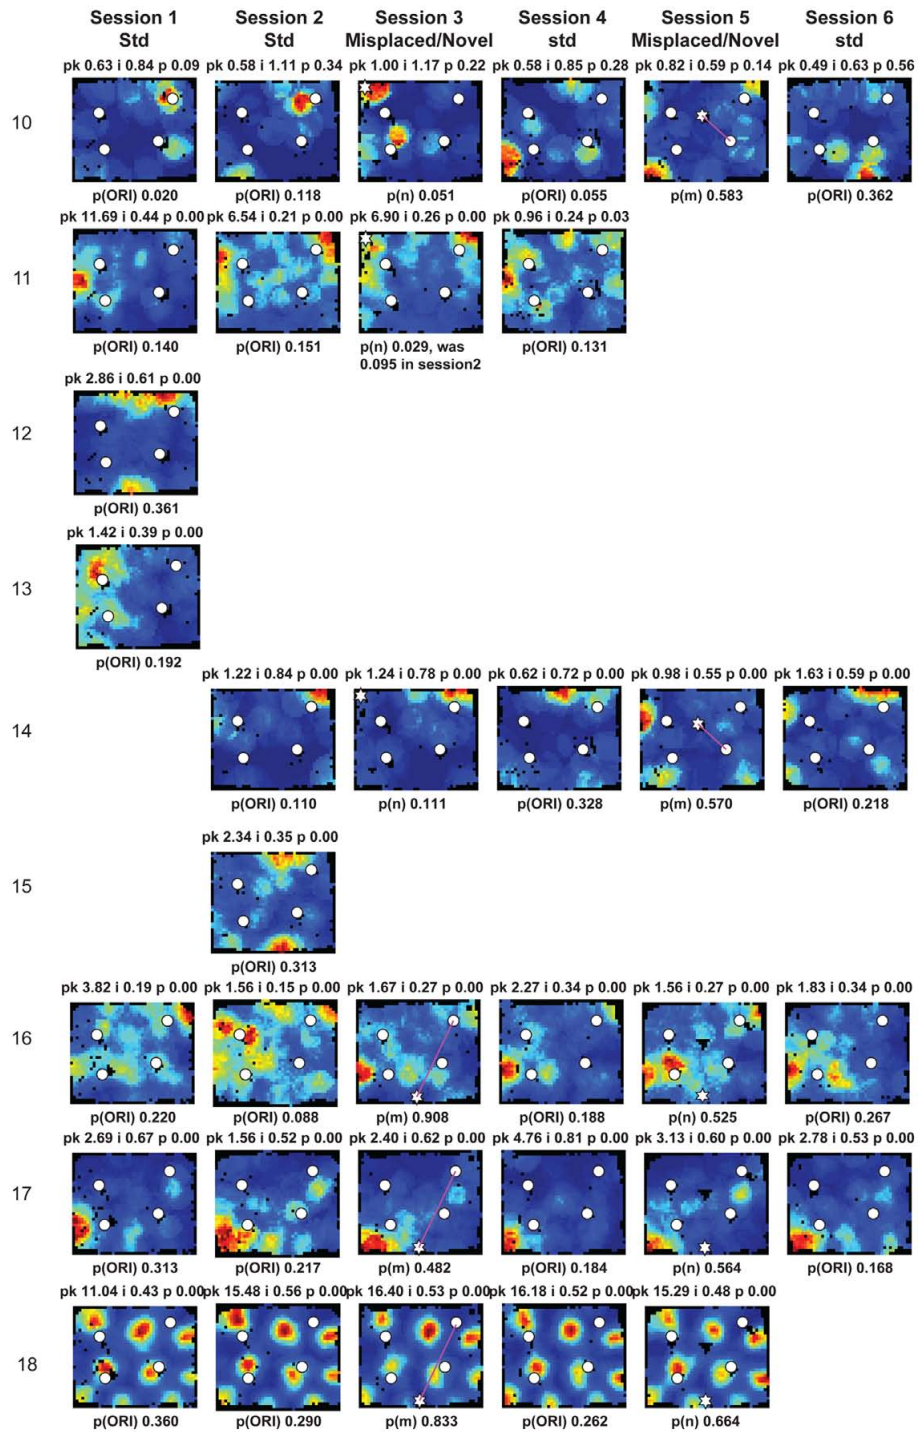 Session 1 Session 2 Session 3 Session 4 Session 5 Session 6
Std Std Misplaced/Novel std Misplaced/Novel std
pk 0.63 i 0.84 p 0.09 pk 0.58 i 1.11 p 0.34 pk 1.00 i 1.17 p 0.22 pk 0.58 i 0.85 p 0.28 pk 0.82 i 0.59 p 0.14 pk 0.49 i 0.63 p 0.56
10
p(ORI) 0.020 p(ORI) 0.118 p(n) 0.051 p(ORI) 0.055 p(m) 0.583 p(ORI) 0.362
pk 11.69 i 0.44 p 0.00 pk 6.54 i 0.21 p 0.00 pk 6.90 i 0.26 p 0.00 pk 0.96 i 0.24 p 0.03
11
p(ORI) 0.140 p(ORI) 0.151 p(n) 0.029, was p(ORI) 0.131
0.095 in session2
pk 2.86 i 0.61 p 0.00
12
p(ORI) 0.361
pk 1.42 i 0.39 p 0.00
13
p(ORI) 0.192
pk 1.22 i 0.84 p 0.00 pk 1.24 i 0.78 p 0.00 pk 0.62 i 0.72 p 0.00 pk 0.98 i 0.55 p 0.00 pk 1.63 i 0.59 p 0.00
14
p(ORI) 0.110 p(n) 0.111 p(ORI) 0.328 p(m) 0.570 p(ORI) 0.218
pk 2.34 i 0.35 p 0.00
15
p(ORI) 0.313
pk 3.82 i 0.19 p 0.00 pk 1.56 i 0.15 p 0.00 pk 1.67 i 0.27 p 0.00 pk 2.27 i 0.34 p 0.00 pk 1.56 i 0.27 p 0.00 pk 1.83 i 0.34 p 0.00
16
p(ORI) 0.220 p(ORI) 0.088 p(m) 0.908 p(ORI) 0.188 p(n) 0.525 p(ORI) 0.267
pk 2.69 i 0.67 p 0.00 pk 1.56 i 0.52 p 0.00 pk 2.40 i 0.62 p 0.00 pk 4.76 i 0.81 p 0.00 pk 3.13 i 0.60 p 0.00 pk 2.78 i 0.53 p 0.00
17
p(ORI) 0.313 p(ORI) 0.217 p(m) 0.482 p(ORI) 0.184 p(n) 0.564 p(ORI) 0.168
pk 11.04 i 0.43 p 0.00 pk 15.48 i 0.56 p 0.00 pk 16.40 i 0.53 p 0.00 pk 16.18 i 0.52 p 0.00 pk 15.29 i 0.48 p 0.00
18
p(ORI) 0.360 p(ORI) 0.290 p(m) 0.833 p(ORI) 0.262 p(n) 0.664